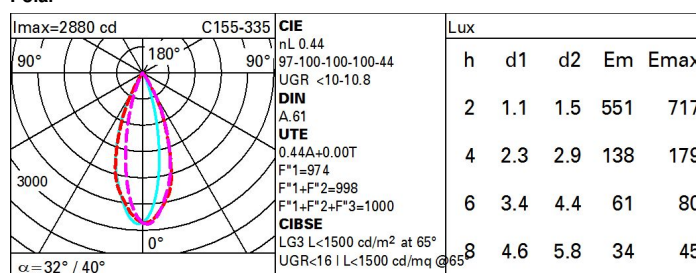 Imax=2880 cd C155-335
90° 180° 90°
3000
0°
α=32° / 40°
CIE
nL 0.44
97-100-100-100-44
UGR <10-10.8
DIN
A.61
UTE
0.44A+0.00T
F"1=974
F"1+F"2=998
F"1+F"2+F"3=1000
CIBSE
LG3 L<1500 cd/m² at 65°
UGR<16 | L<1500 cd/mq @65°
Lux
h d1 d2 Em Emax
2 1.1 1.5 551 717
4 2.3 2.9 138 179
6 3.4 4.4 61 80
8 4.6 5.8 34 45